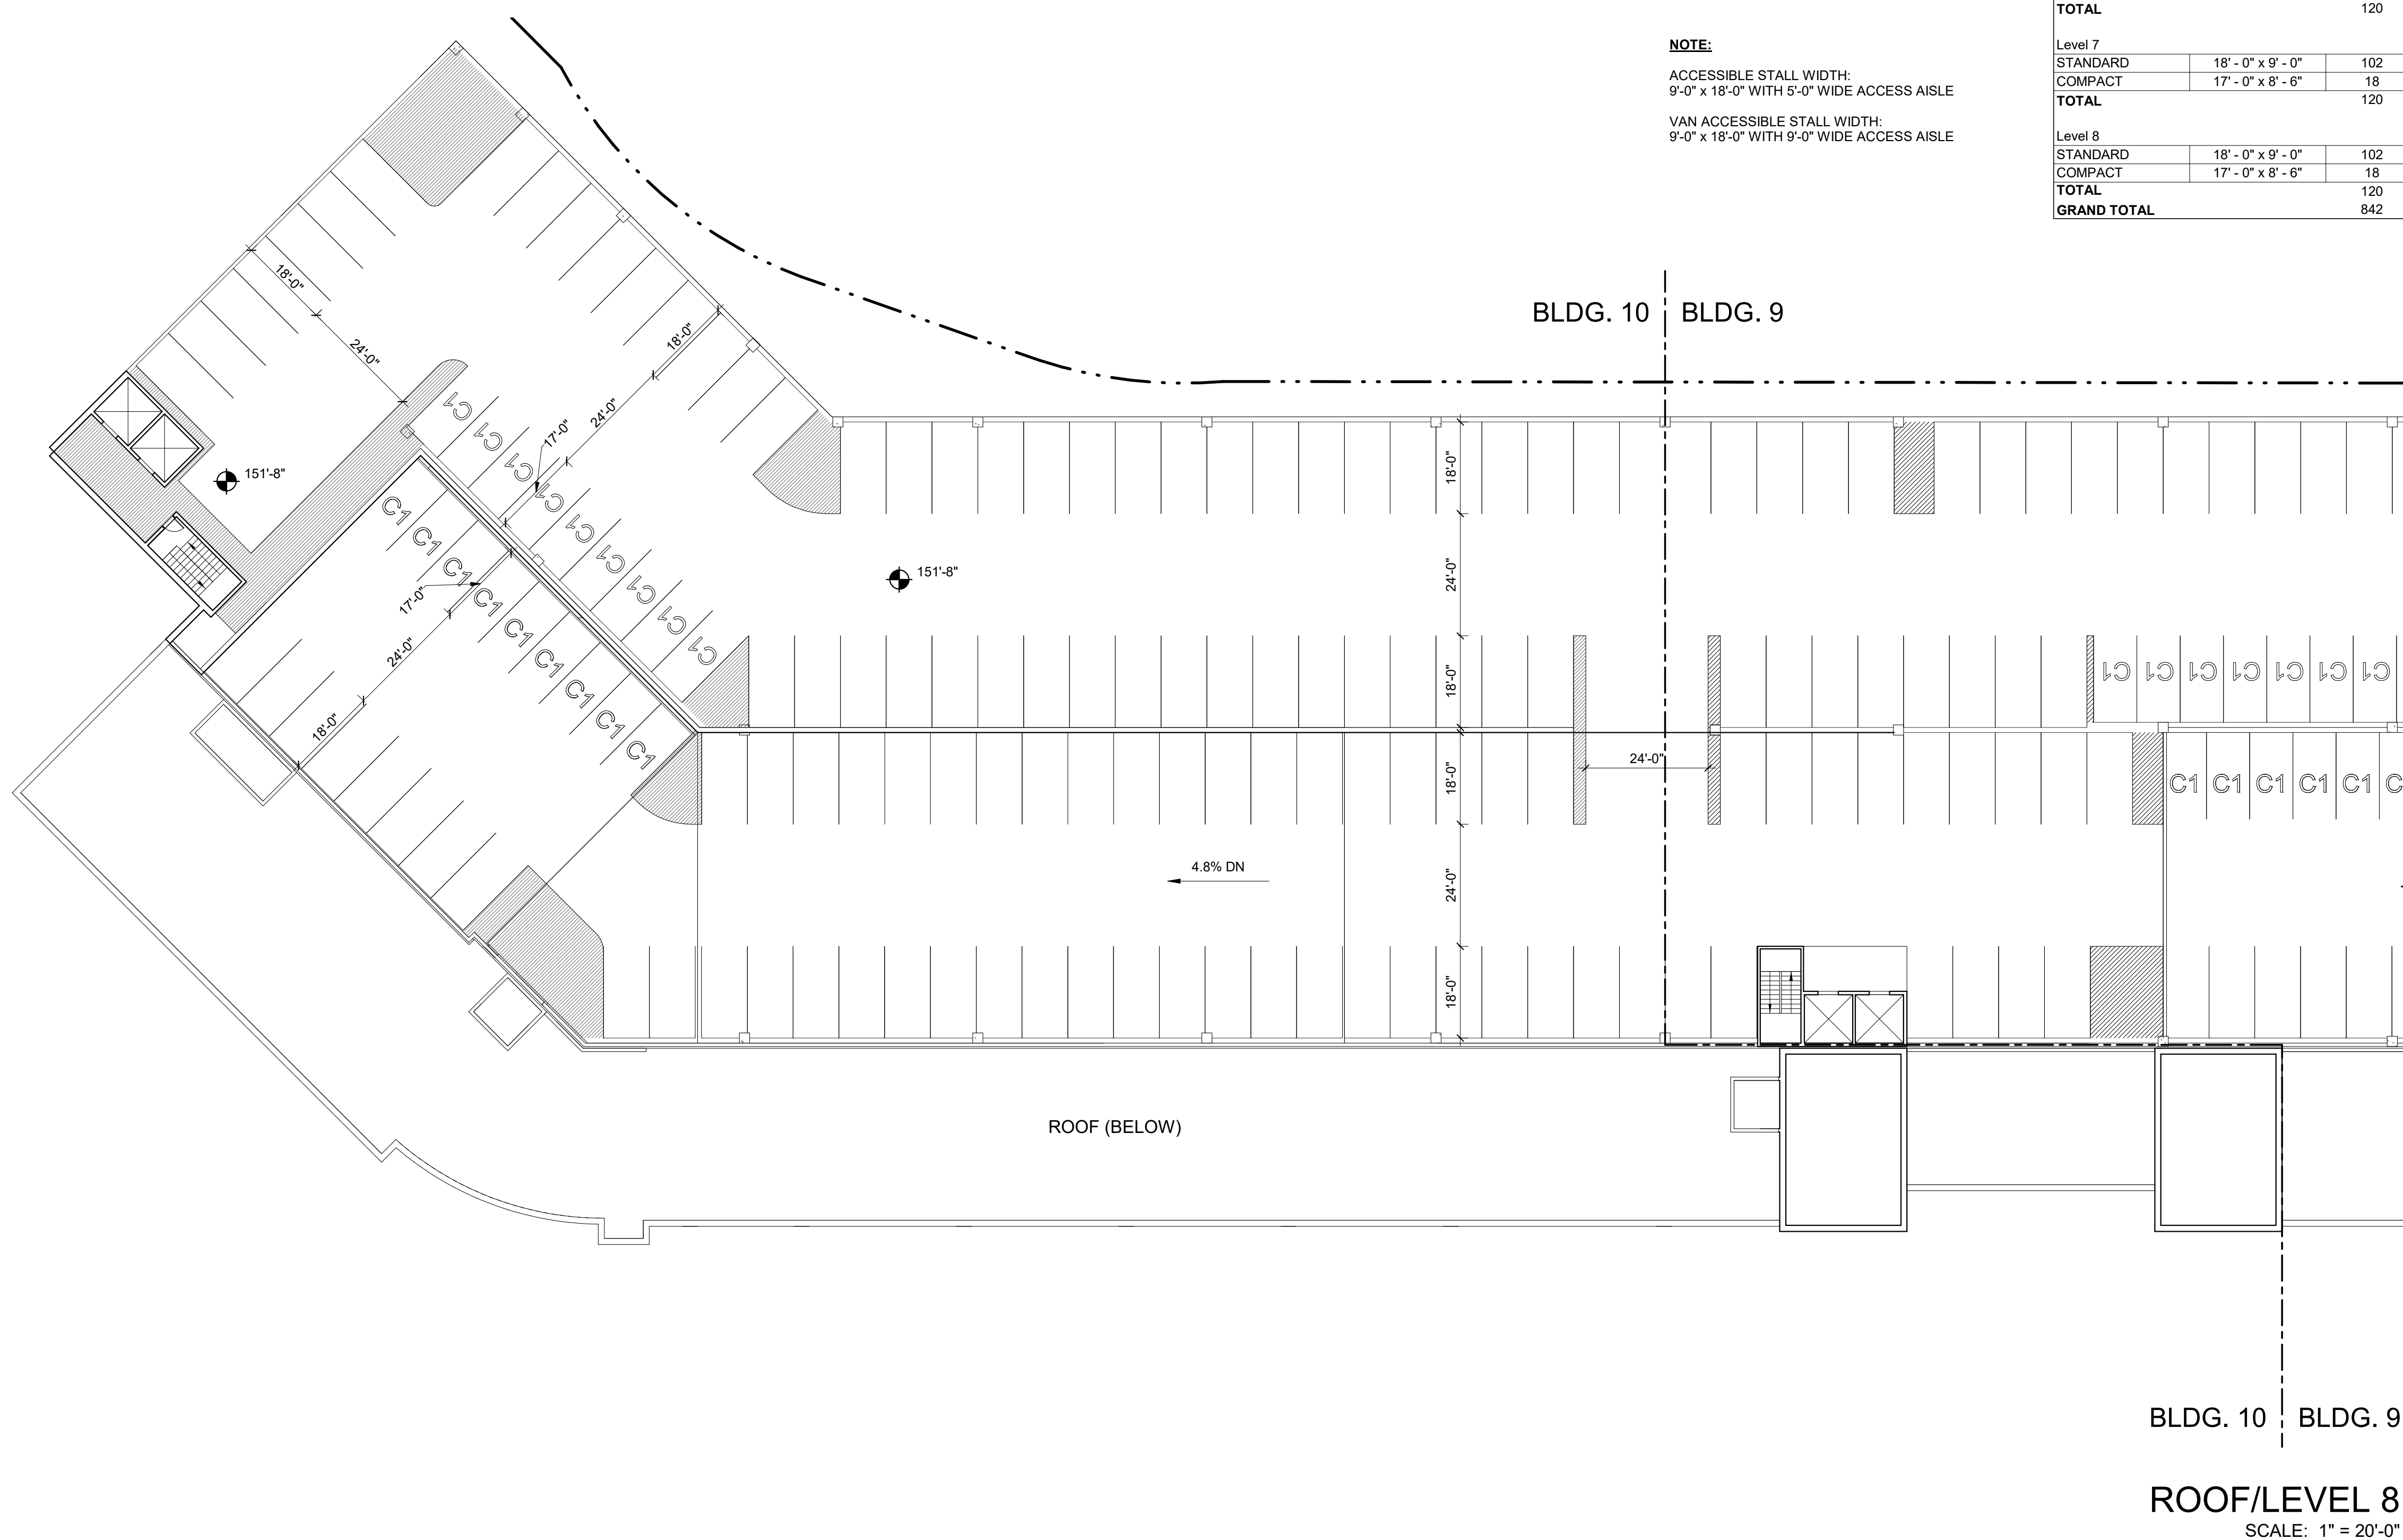 TOTAL 120
Level 7
STANDARD 18' - 0" x 9' - 0" 102
COMPACT 17' - 0" x 8' - 6" 18
TOTAL 120
Level 8
STANDARD 18' - 0" x 9' - 0" 102
COMPACT 17' - 0" x 8' - 6" 18
TOTAL 120
GRAND TOTAL 842
NOTE:
ACCESSIBLE STALL WIDTH:
9'-0" x 18'-0" WITH 5'-0" WIDE ACCESS AISLE
VAN ACCESSIBLE STALL WIDTH:
9'-0" x 18'-0" WITH 9'-0" WIDE ACCESS AISLE
BLDG. 10 BLDG. 9
18'-0"
24'-0"
18'-0"
24'-0"
17'-0"
C1
C1
C1
C1
C1
C1
C1
C1
C1
151'-8"
C1
C1
C1
C1
C1
C1
C1
C1
C1
17'-0"
24'-0"
18'-0"
151'-8"
18'-0"
24'-0"
18'-0"
18'-0"
24'-0"
18'-0"
24'-0"
C1 C1 C1 C1 C1 C1 C1
C1 C1 C1 C1 C1 C
4.8% DN
ROOF (BELOW)
BLDG. 10 BLDG. 9
ROOF/LEVEL 8
SCALE: 1" = 20'-0"